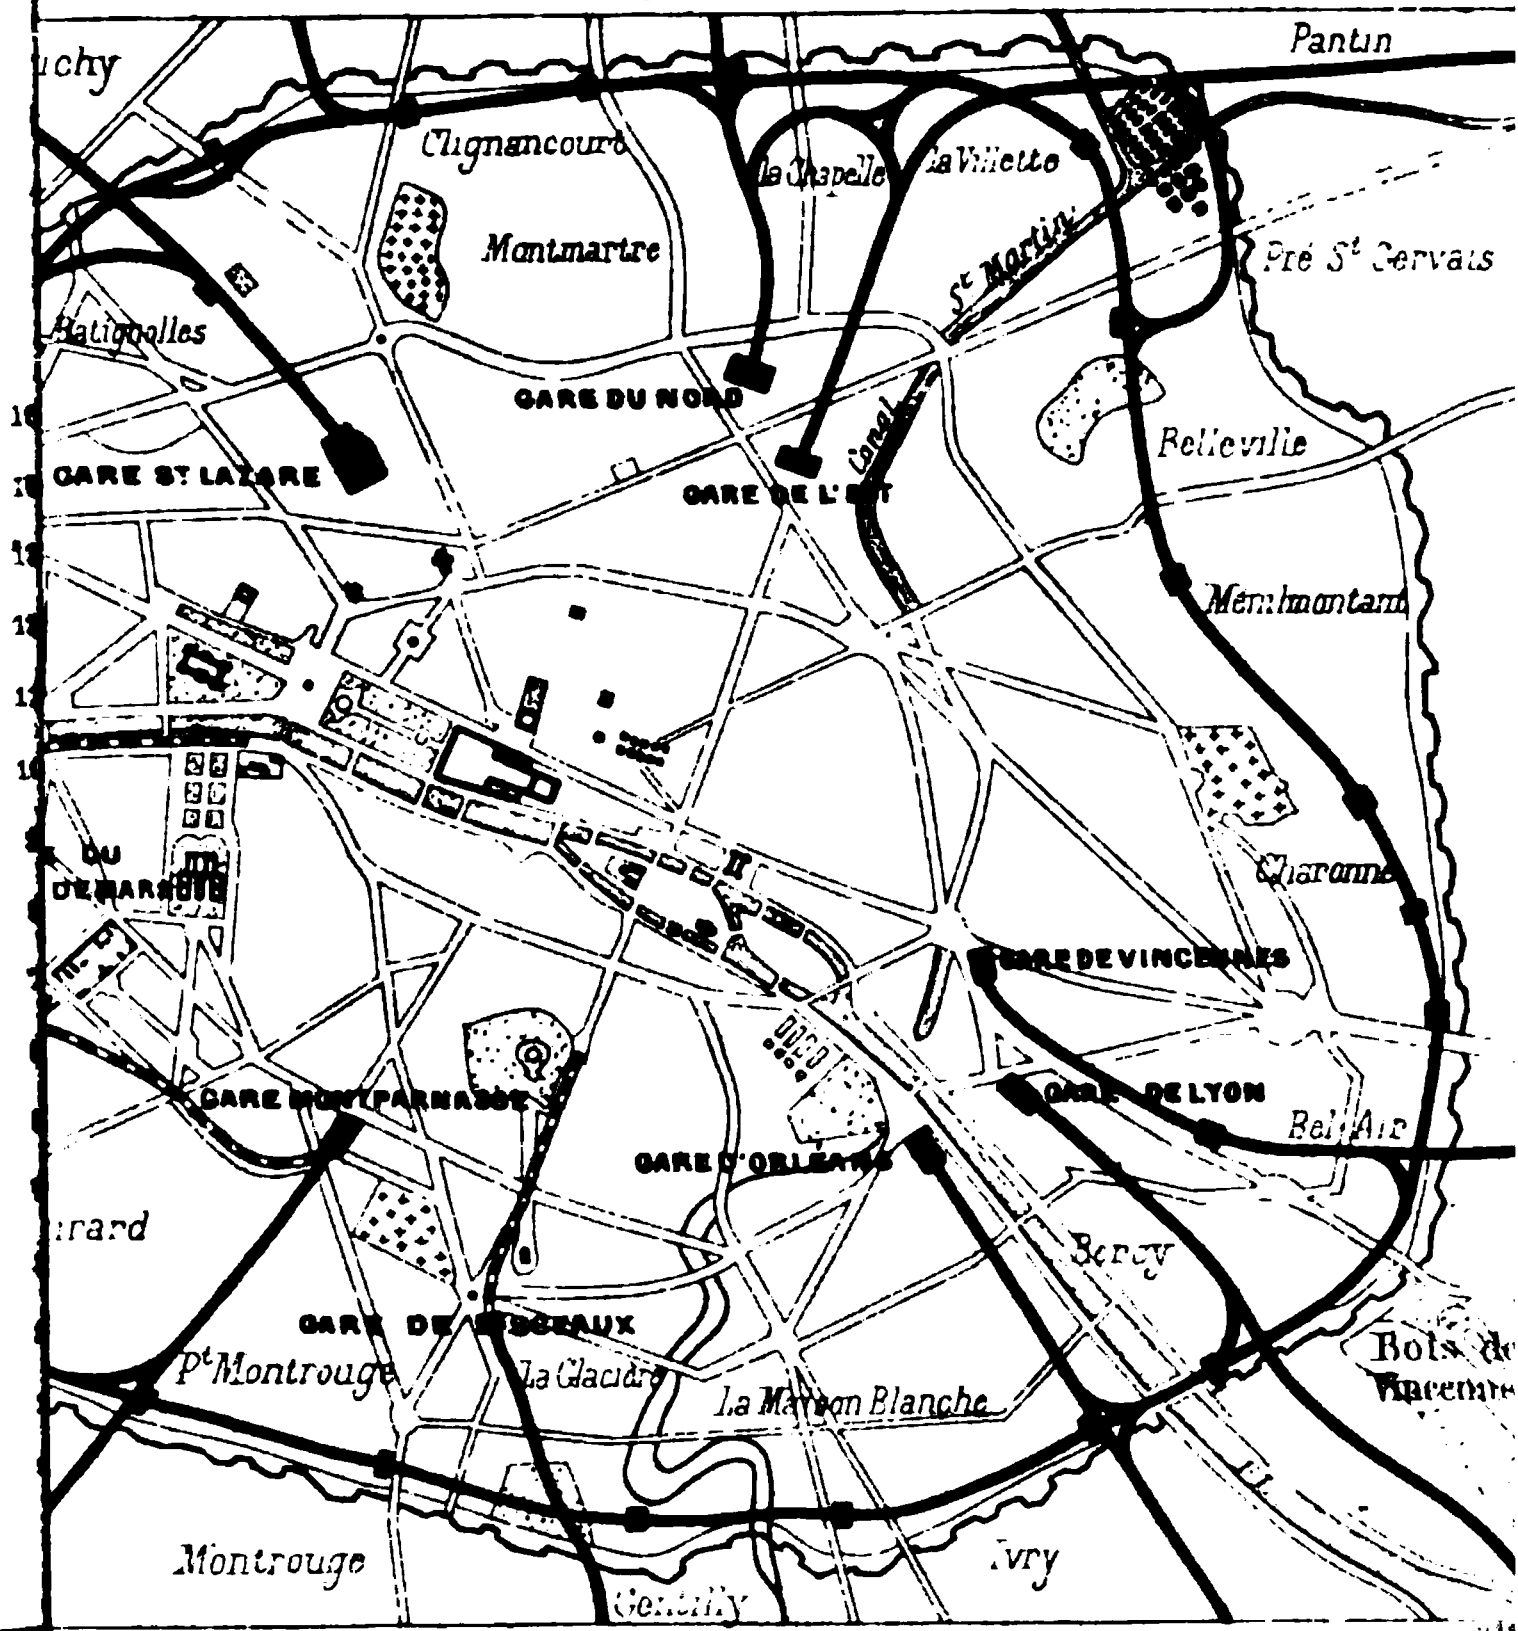 Pantin
Clignancourt
la Chapelle
la Villette
Montmartre
St Martin
Pré St Gervais
Batignolles
GARE DU NORD
Canal
Belleville
GARE ST LAZARE
GARE DE L'EST
Menilmontant
DU
Charonne
GARE DE VINCENNES
GARE MONTPARNASSE
GARE DE LYON
Bel Air
GARE D'ORLÉANS
Bercy
GARE DE SCEAUX
Pt Montrouge
La Glacière
La Maison Blanche
Bois de
Vincennes
Montrouge
Ivry
Gentilly